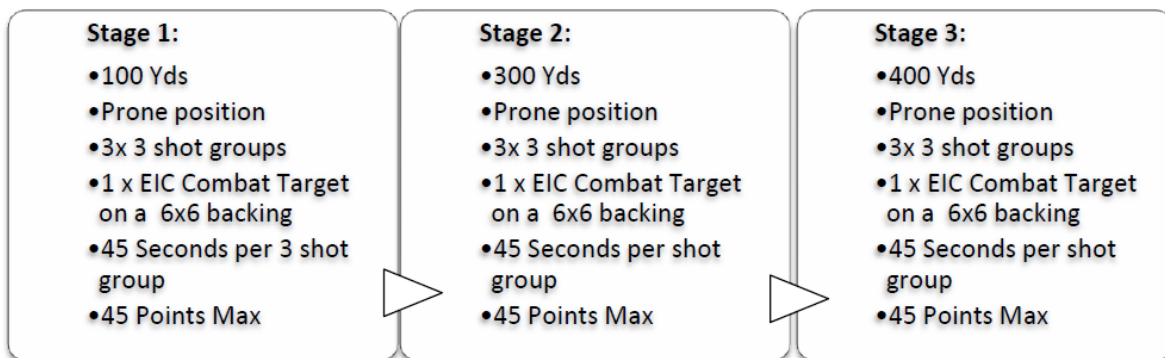 Stage 1:
•100 Yds
•Prone position
•3x 3 shot groups
•1 x EIC Combat Target
on a  6x6 backing
•45 Seconds per 3 shot
group
•45 Points Max
Stage 2:
•300 Yds
•Prone position
•3x 3 shot groups
•1 x EIC Combat Target
on a  6x6 backing
•45 Seconds per shot
group
•45 Points Max
Stage 3:
•400 Yds
•Prone position
•3x 3 shot groups
•1 x EIC Combat Target
on a  6x6 backing
•45 Seconds per shot
group
•45 Points Max